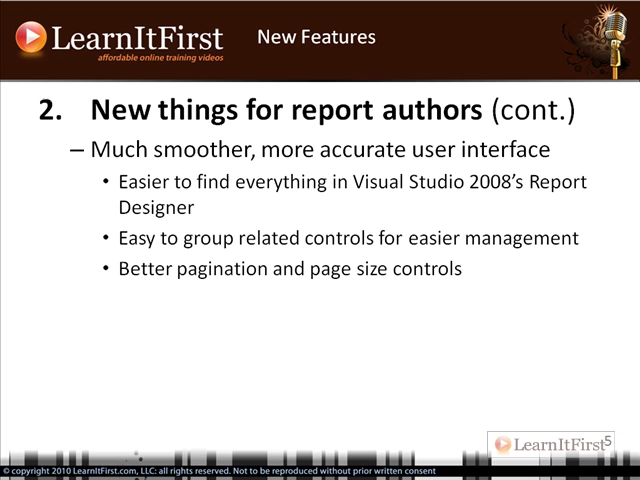 LearnItFirst
affordable online training videos
New Features
2. New things for report authors (cont.)
– Much smoother, more accurate user interface
• Easier to find everything in Visual Studio 2008's Report
Designer
• Easy to group related controls for easier management
• Better pagination and page size controls
LearnItFirst
5
© copyright 2010 LearnItFirst.com, LLC: all rights reserved. Not to be reproduced without prior written consent